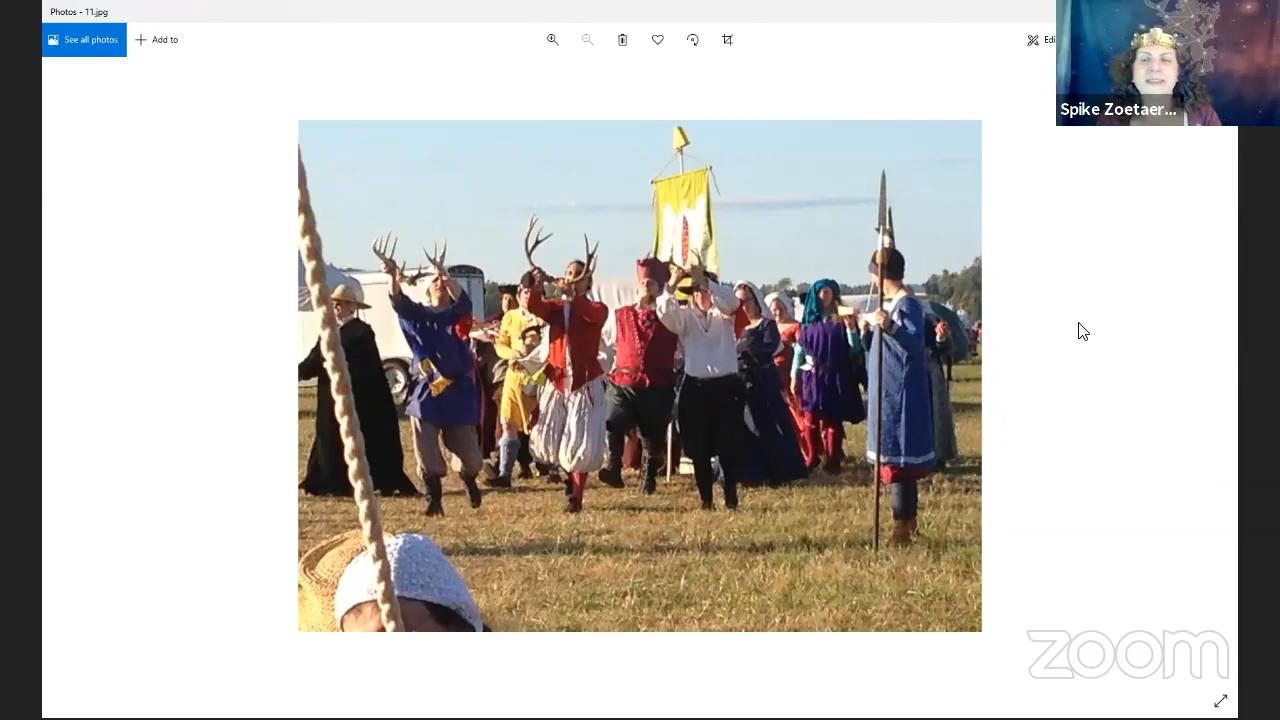 Photos - 11.jpg
See all photos
Add to
Edi
Spike Zoetaer...
zoom